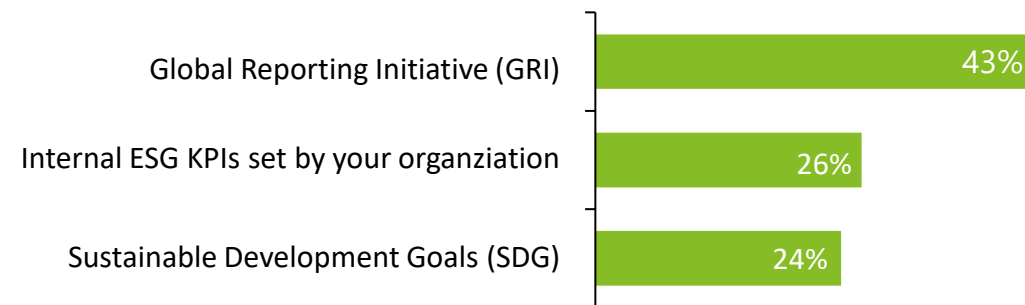 Global Reporting Initiative (GRI) 43%
Internal ESG KPIs set by your organziation 26%
Sustainable Development Goals (SDG) 24%